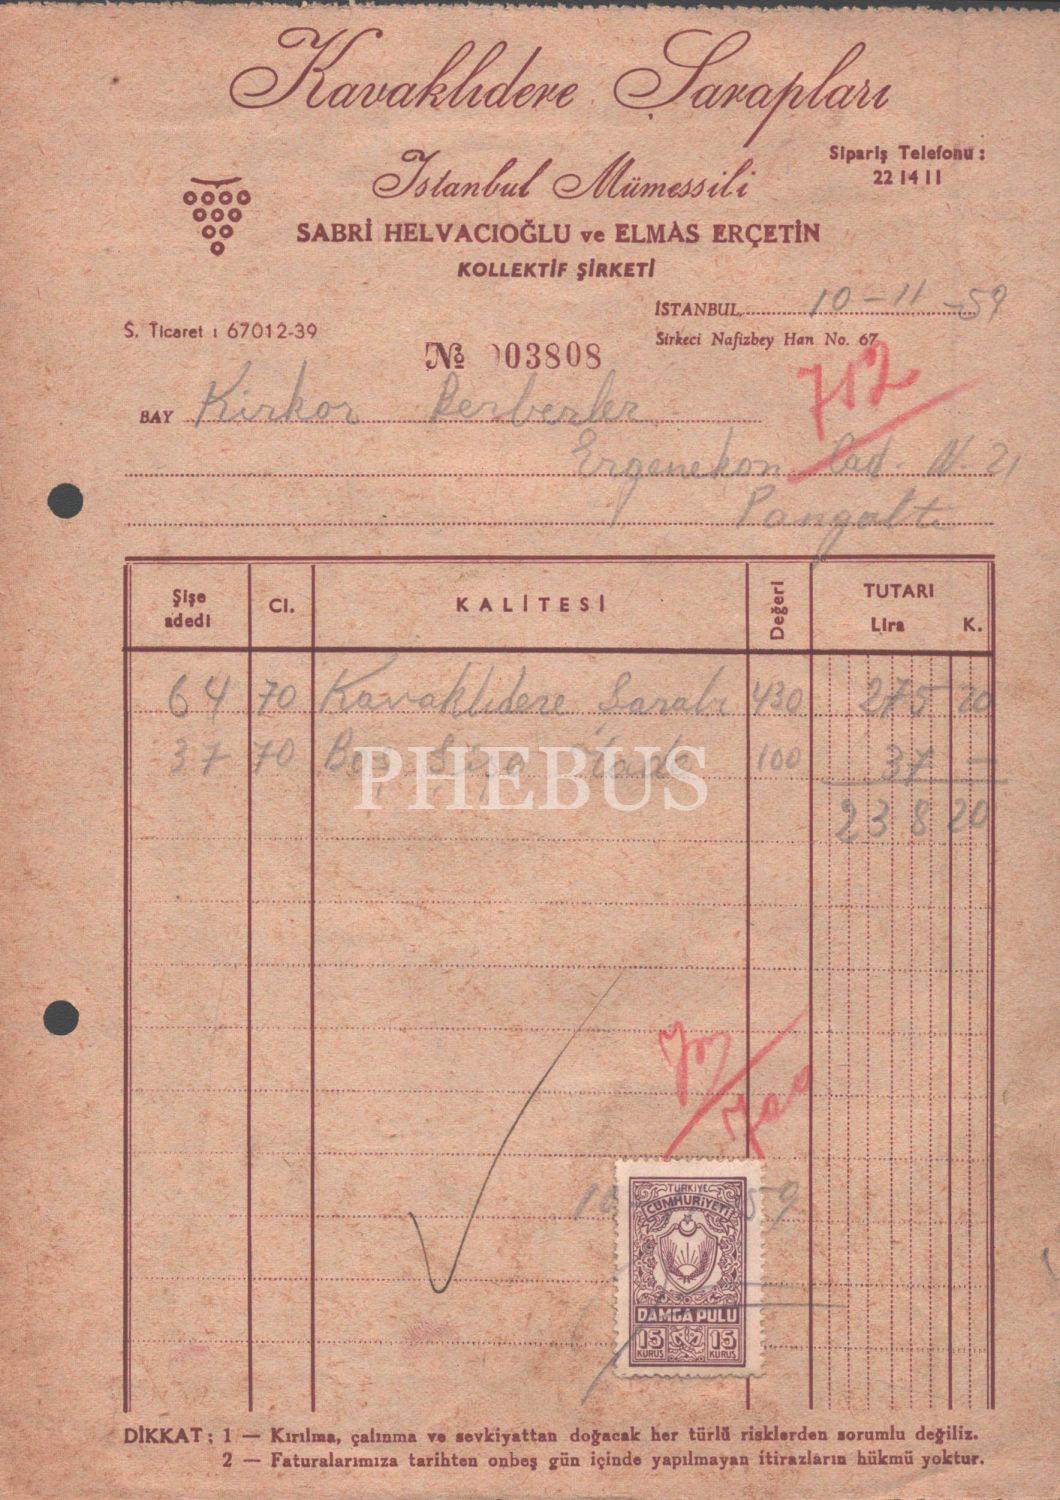 Kavaklıdere Şarapları
Sipariş Telefonu :
22 14 11
İstanbul Mümessili
SABRİ HELVACIOĞLU ve ELMAS ERÇETİN
KOLLEKTİF ŞİRKETİ
İSTANBUL, 10-11-59
S. Ticaret : 67012-39
Sirkeci Nafizbey Han No. 67
No 003808
712
BAY Kirkor Berberler
Ergenekon Cad. N. 21
Pangaltı
Şişe adedi Cl. KALİTESİ Değeri TUTARI Lira K.
64 70 Kavaklıdere Şarabı 430 275 20
37 70 Boş Şişe iade 100 37 —
238 20
PHEBUS
TÜRKİYE
CUMHURİYETİ
DAMGA PULU
15 15
KURUŞ KURUŞ
DİKKAT : 1 — Kırılma, çalınma ve sevkiyattan doğacak her türlü risklerden sorumlu değiliz.
2 — Faturalarımıza tarihten onbeş gün içinde yapılmayan itirazların hükmü yoktur.